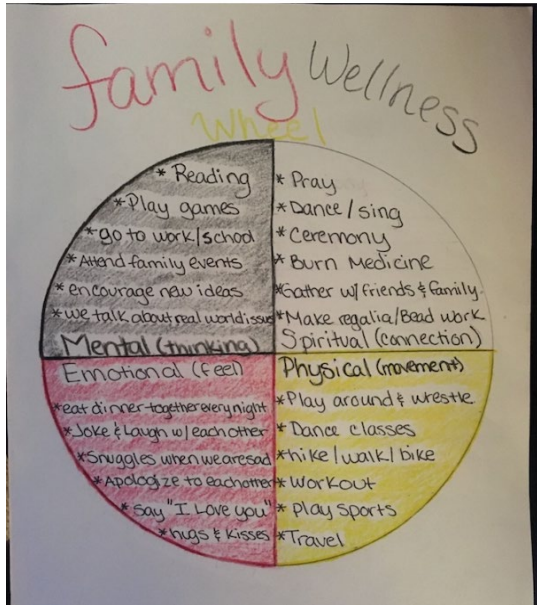 family Wellness
Wheel
* Reading
* Play games
* go to work/school
* Attend family events
* encourage new ideas
* we talk about real world issues
Mental (thinking)
* Pray
* Dance/sing
* Ceremony
* Burn Medicine
* Gather w/ friends & family.
* Make regalia/Bead work
Spiritual (connection)
Emotional (feel)
* eat dinner together every night
* Joke & Laugh w/ each other
* Snuggles when we are sad
* Apologize to each other
* say "I Love you"
* hugs & kisses
Physical (movement)
* Play around & wrestle
* Dance classes
* hike/walk/bike
* Workout
* Play sports
* Travel